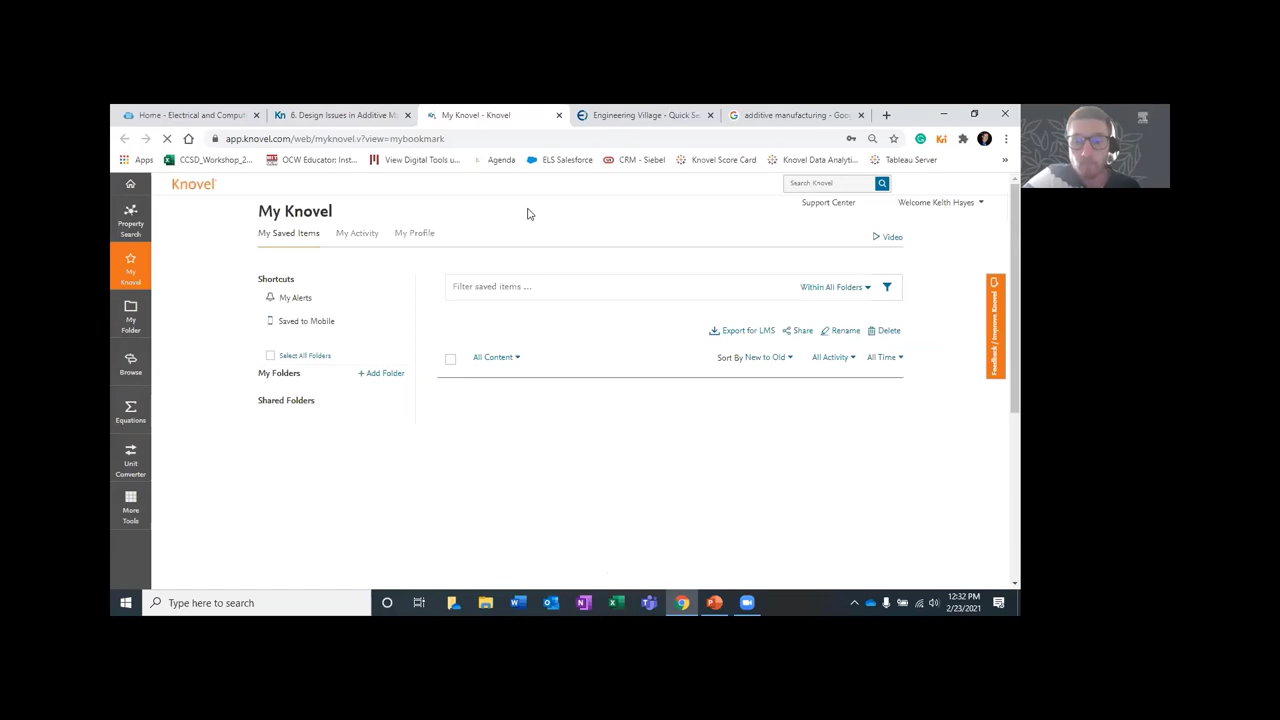 Home - Electrical and Comput
6. Design Issues in Additive M
My Knovel - Knovel
Engineering Village - Quick Se
additive manufacturing - Goo
app.knovel.com/web/myknovel.v?view=mybookmark
Apps
CCSD_Workshop_2...
OCW Educator: Inst...
View Digital Tools u...
Agenda
ELS Salesforce
CRM - Siebel
Knovel Score Card
Knovel Data Analyti...
Tableau Server
Knovel
Search Knovel
Support Center
Welcome Keith Hayes
My Knovel
My Saved Items
My Activity
My Profile
Video
Property
Search
My
Knovel
My
Folder
Browse
Equations
Unit
Converter
More
Tools
Shortcuts
My Alerts
Saved to Mobile
Select All Folders
My Folders
+ Add Folder
Shared Folders
Filter saved items ...
Within All Folders
Export for LMS
Share
Rename
Delete
All Content
Sort By New to Old
All Activity
All Time
Feedback / Improve Knovel
Type here to search
12:32 PM
2/23/2021